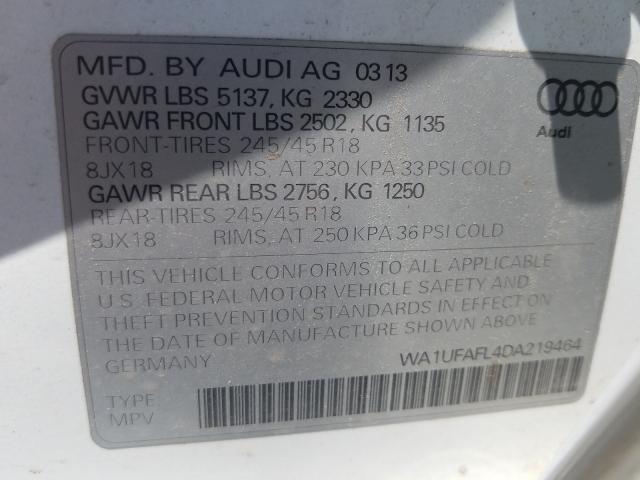 MFD. BY AUDI AG 03 13
GVWR LBS 5137, KG 2330
GAWR FRONT LBS 2502, KG 1135
FRONT-TIRES 245/45 R18
8JX18 RIMS, AT 230 KPA 33 PSI COLD
GAWR REAR LBS 2756, KG 1250
REAR-TIRES 245/45 R18
8JX18 RIMS, AT 250 KPA 36 PSI COLD
Audi
THIS VEHICLE CONFORMS TO ALL APPLICABLE
U.S. FEDERAL MOTOR VEHICLE SAFETY AND
THEFT PREVENTION STANDARDS IN EFFECT ON
THE DATE OF MANUFACTURE SHOWN ABOVE.
GERMANY
WA1UFAFL4DA219464
TYPE
MPV